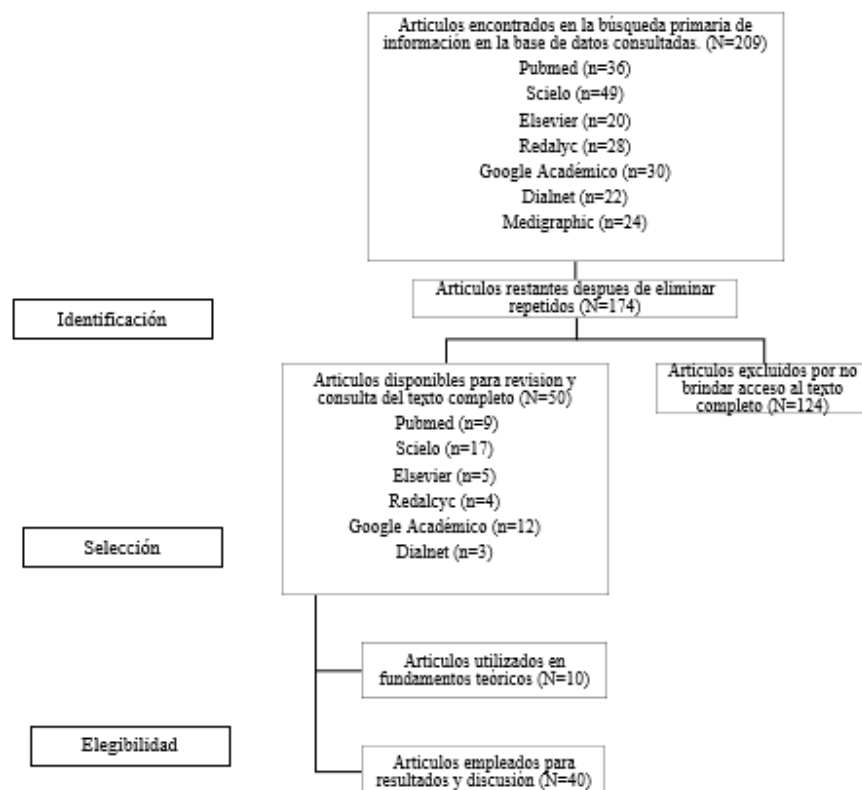 Articulos encontrados en la búsqueda primaria de
información en la base de datos consultadas. (N=209)
Pubmed (n=36)
Scielo (n=49)
Elsevier (n=20)
Redalyc (n=28)
Google Académico (n=30)
Dialnet (n=22)
Medigraphic (n=24)
Articulos restantes despues de eliminar
repetidos (N=174)
Identificación
Articulos disponibles para revision y
consulta del texto completo (N=50)
Pubmed (n=9)
Scielo (n=17)
Elsevier (n=5)
Redalcyc (n=4)
Google Académico (n=12)
Dialnet (n=3)
Articulos excluidos por no
brindar acceso al texto
completo (N=124)
Selección
Articulos utilizados en
fundamentos teóricos (N=10)
Elegibilidad
Articulos empleados para
resultados y discusión (N=40)